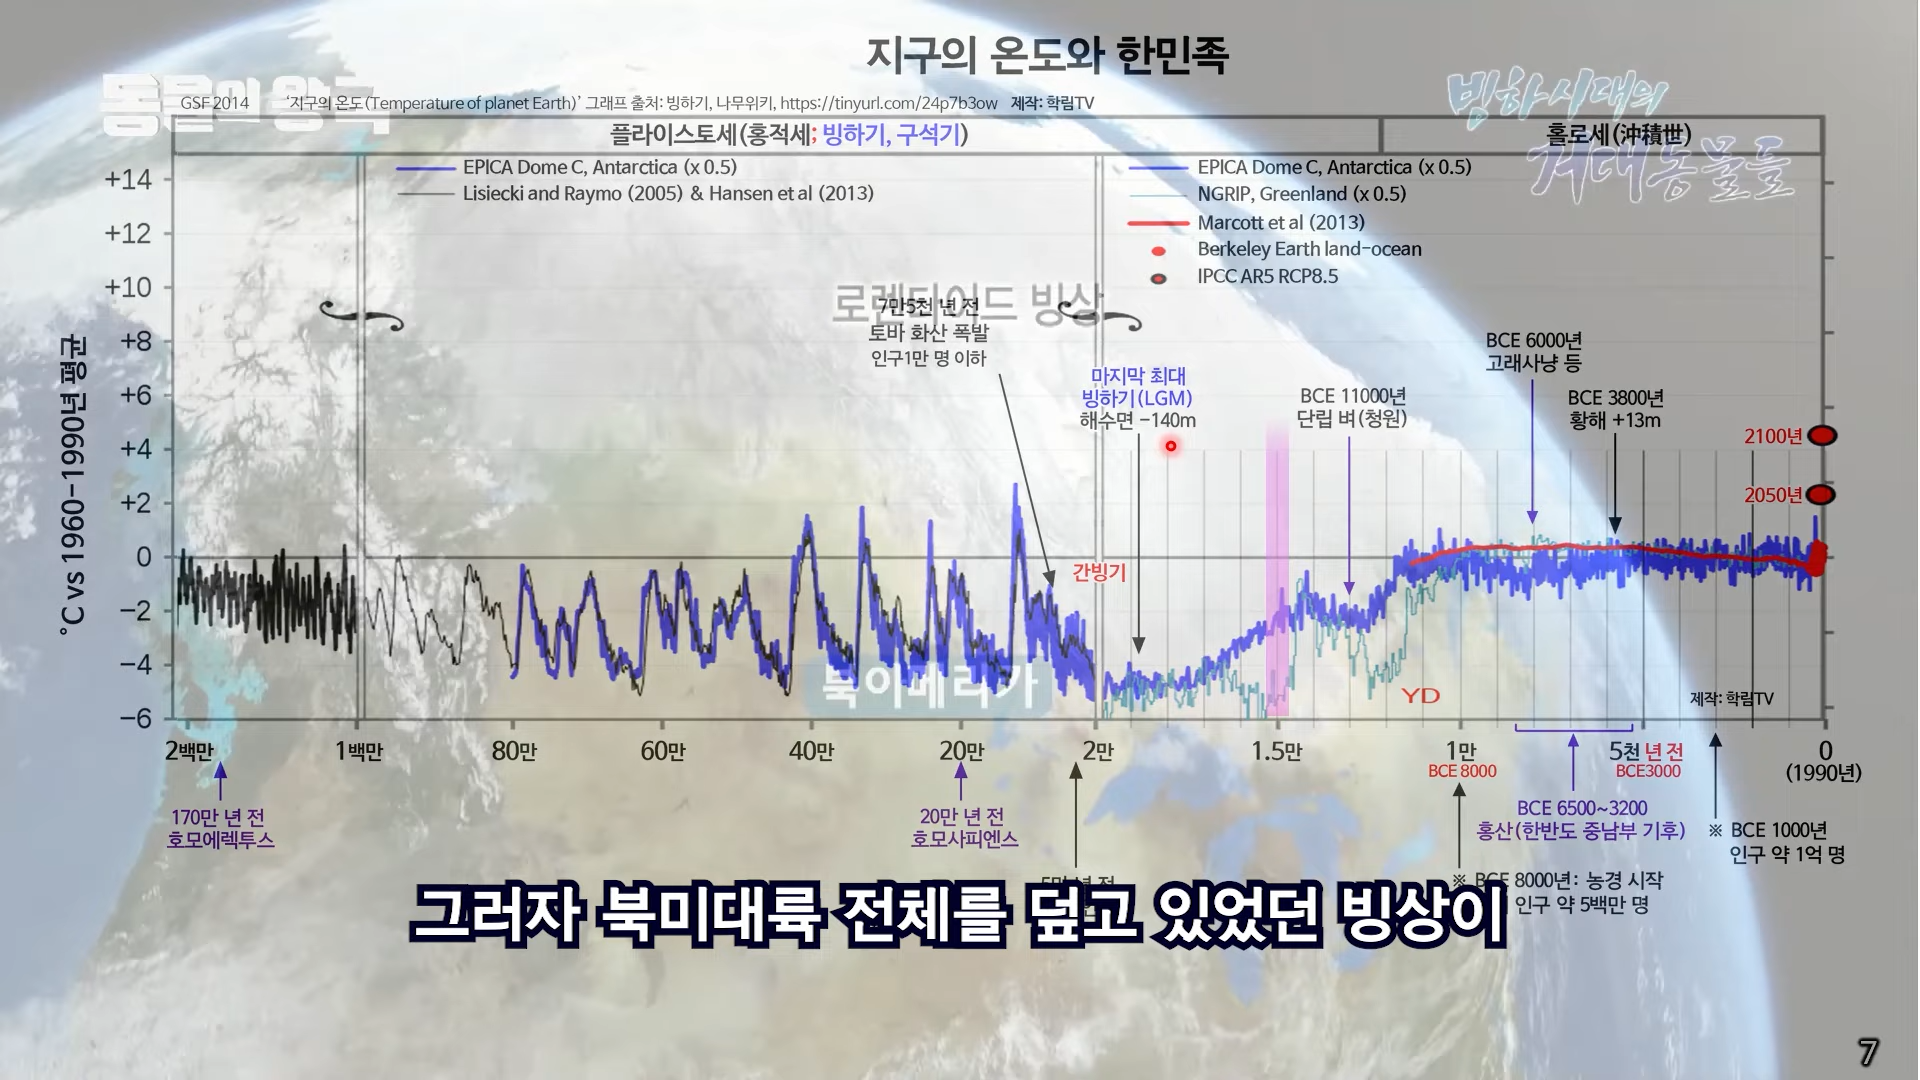 지구의 온도와 한민족
동물의 왕국
GSF 2014 ‘지구의 온도(Temperature of planet Earth)’ 그래프 출처: 빙하기, 나무위키, https://tinyurl.com/24p7b3ow 제작: 학림TV
빙하시대의
거대동물들
플라이스토세(홍적세; 빙하기, 구석기)
홀로세(沖積世)
EPICA Dome C, Antarctica (x 0.5)
Lisiecki and Raymo (2005) & Hansen et al (2013)
EPICA Dome C, Antarctica (x 0.5)
NGRIP, Greenland (x 0.5)
Marcott et al (2013)
Berkeley Earth land-ocean
IPCC AR5 RCP8.5
°C vs 1960-1990년 평균
+14
+12
+10
+8
+6
+4
+2
0
-2
-4
-6
로렌타이드 빙상
7만5천 년 전
토바 화산 폭발
인구1만 명 이하
마지막 최대
빙하기(LGM)
해수면 -140m
BCE 11000년
단립 벼(청원)
BCE 6000년
고래사냥 등
BCE 3800년
황해 +13m
2100년
2050년
간빙기
북아메리카
YD
제작: 학림TV
2백만 1백만 80만 60만 40만 20만 2만 1.5만 1만 5천 년 전 0
BCE 8000 BCE3000 (1990년)
170만 년 전
호모에렉투스
20만 년 전
호모사피엔스
BCE 6500~3200
홍산(한반도 중남부 기후)
※ BCE 1000년
인구 약 1억 명
5만 년 전
※ BCE 8000년: 농경 시작
인구 약 5백만 명
그러자 북미대륙 전체를 덮고 있었던 빙상이
7